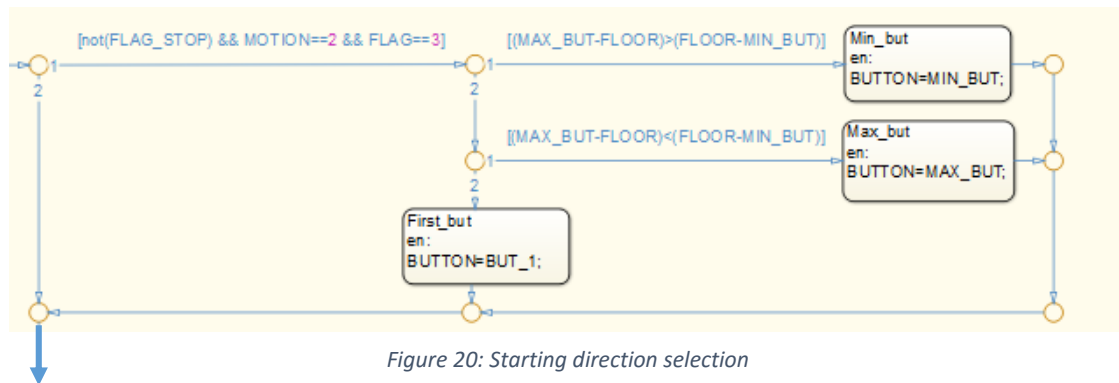 [not(FLAG_STOP) && MOTION==2 && FLAG==3]
[(MAX_BUT-FLOOR)>(FLOOR-MIN_BUT)]
Min_but
en:
BUTTON=MIN_BUT;
1
1
2
2
[(MAX_BUT-FLOOR)<(FLOOR-MIN_BUT)]
Max_but
en:
BUTTON=MAX_BUT;
1
2
First_but
en:
BUTTON=BUT_1;
Figure 20: Starting direction selection